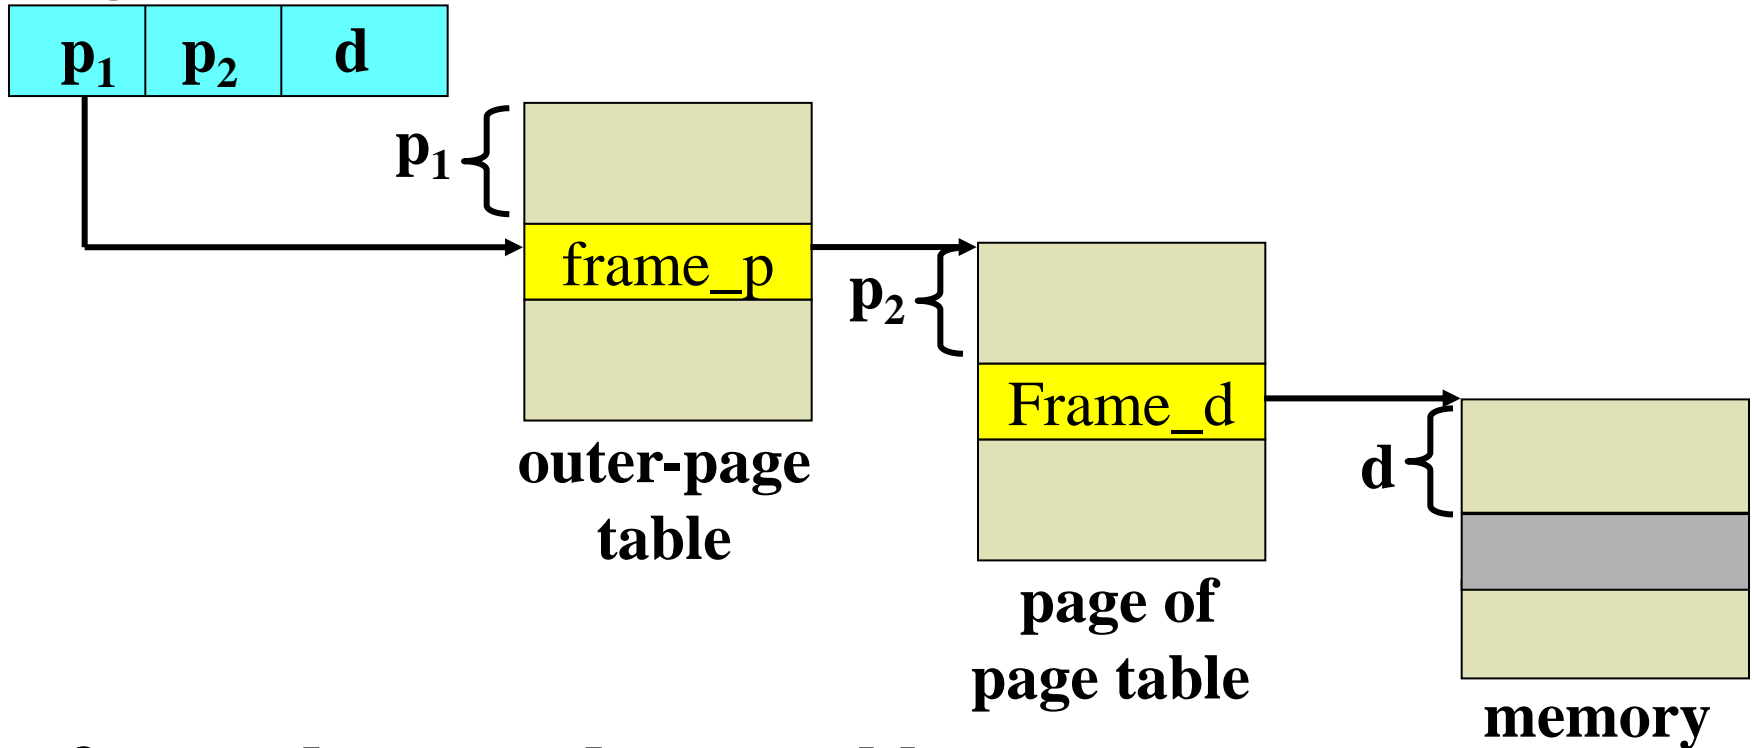 p₁ p₂ d
p₁
frame_p
p₂
Frame_d
outer-page
table
d
page of
page table
memory